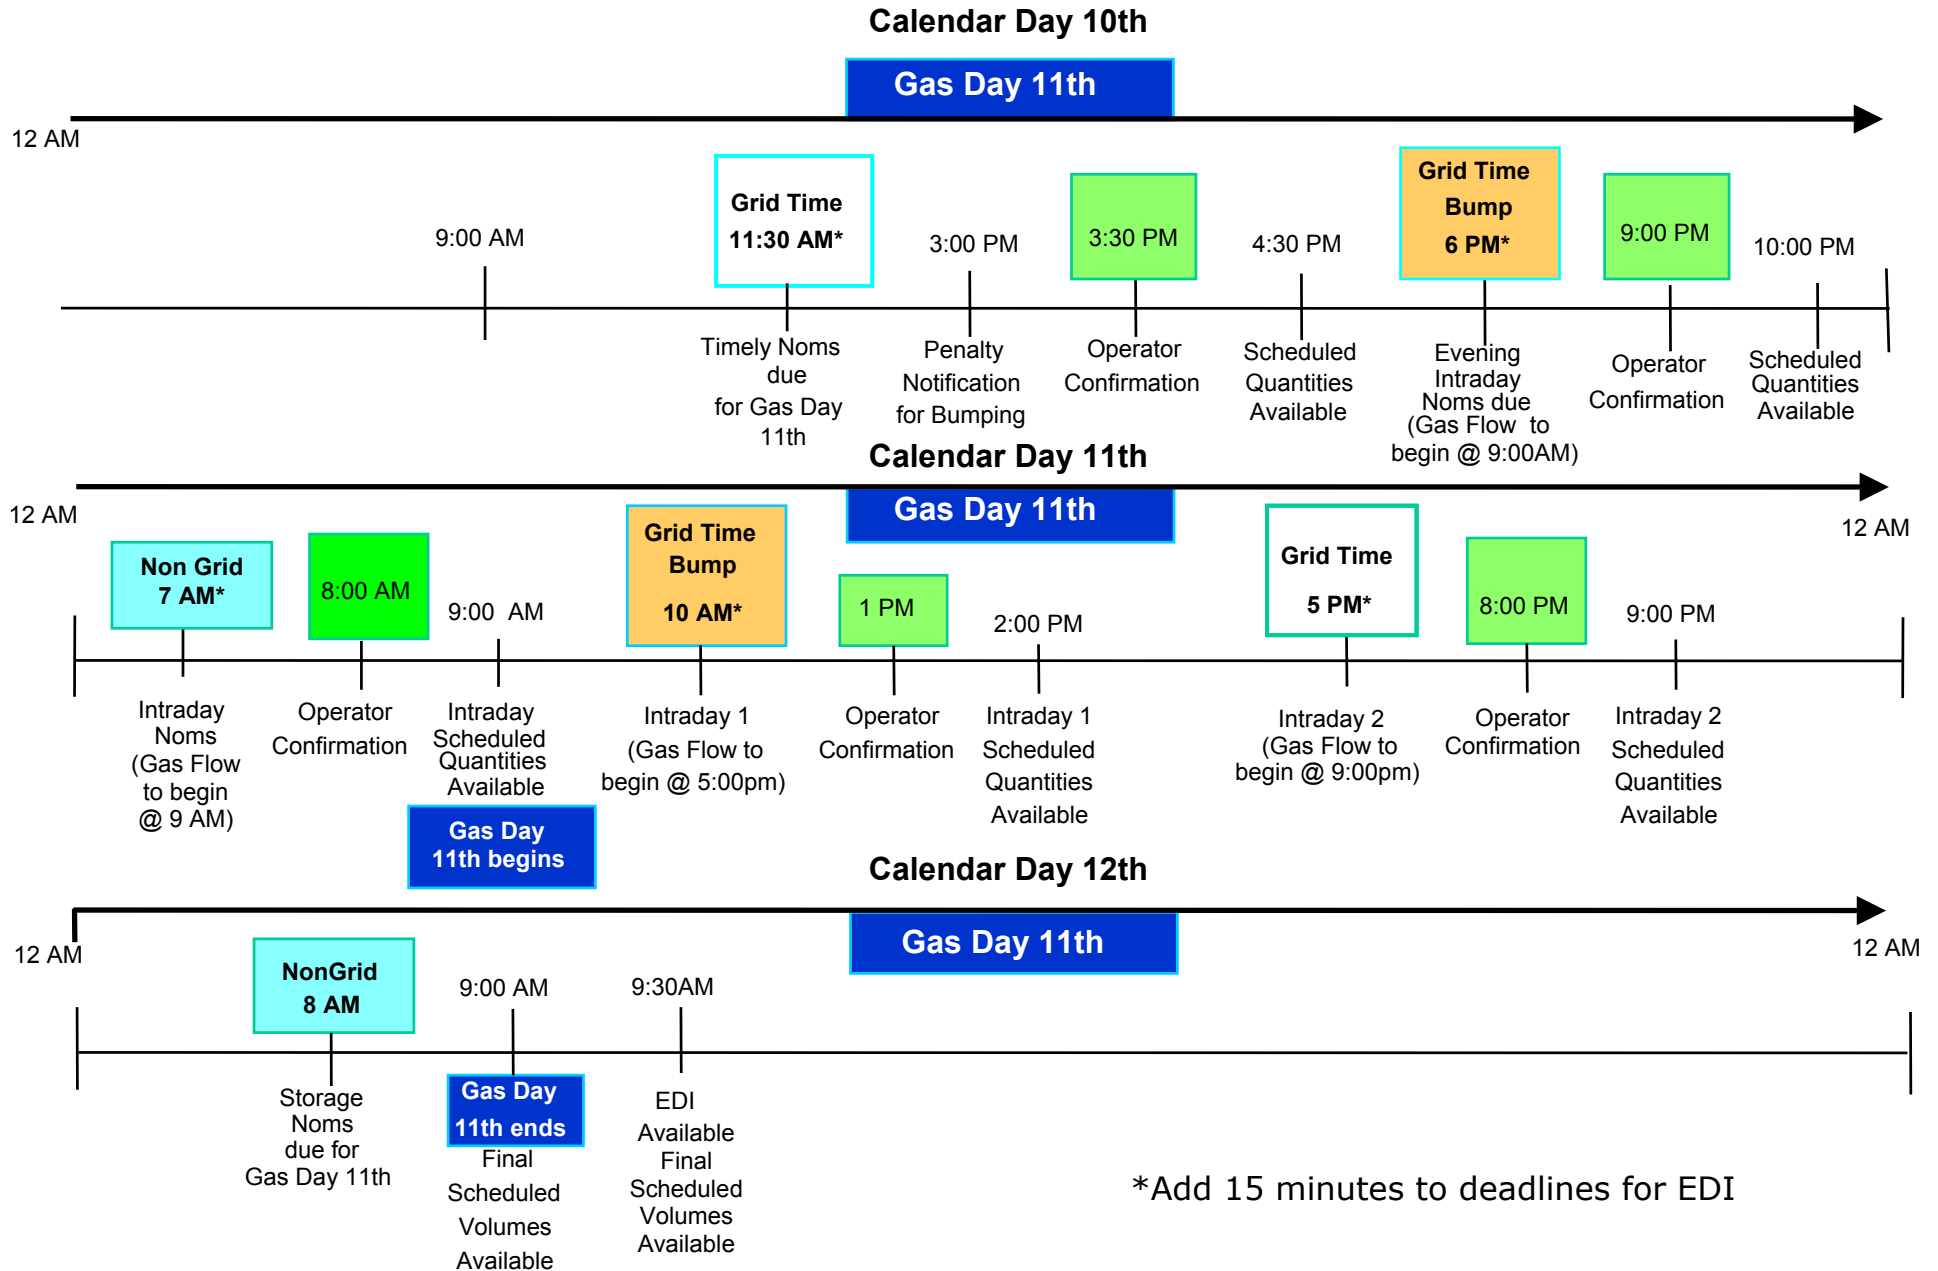 Calendar Day 10th
Gas Day 11th
12 AM
9:00 AM
Grid Time
11:30 AM*
3:00 PM
3:30 PM
4:30 PM
Grid Time
Bump
6 PM*
9:00 PM
10:00 PM
Timely Noms
due
for Gas Day
11th
Penalty
Notification
for Bumping
Operator
Confirmation
Scheduled
Quantities
Available
Evening
Intraday
Noms due
(Gas Flow to
begin @ 9:00AM)
Operator
Confirmation
Scheduled
Quantities
Available
Calendar Day 11th
Gas Day 11th
12 AM
12 AM
Non Grid
7 AM*
8:00 AM
9:00 AM
Grid Time
Bump
10 AM*
1 PM
2:00 PM
Grid Time
5 PM*
8:00 PM
9:00 PM
Intraday
Noms
(Gas Flow
to begin
@ 9 AM)
Operator
Confirmation
Intraday
Scheduled
Quantities
Available
Gas Day
11th begins
Intraday 1
(Gas Flow to
begin @ 5:00pm)
Operator
Confirmation
Intraday 1
Scheduled
Quantities
Available
Intraday 2
(Gas Flow to
begin @ 9:00pm)
Operator
Confirmation
Intraday 2
Scheduled
Quantities
Available
Calendar Day 12th
Gas Day 11th
12 AM
12 AM
NonGrid
8 AM
9:00 AM
9:30AM
Storage
Noms
due for
Gas Day 11th
Gas Day
11th ends
Final
Scheduled
Volumes
Available
EDI
Available
Final
Scheduled
Volumes
Available
*Add 15 minutes to deadlines for EDI